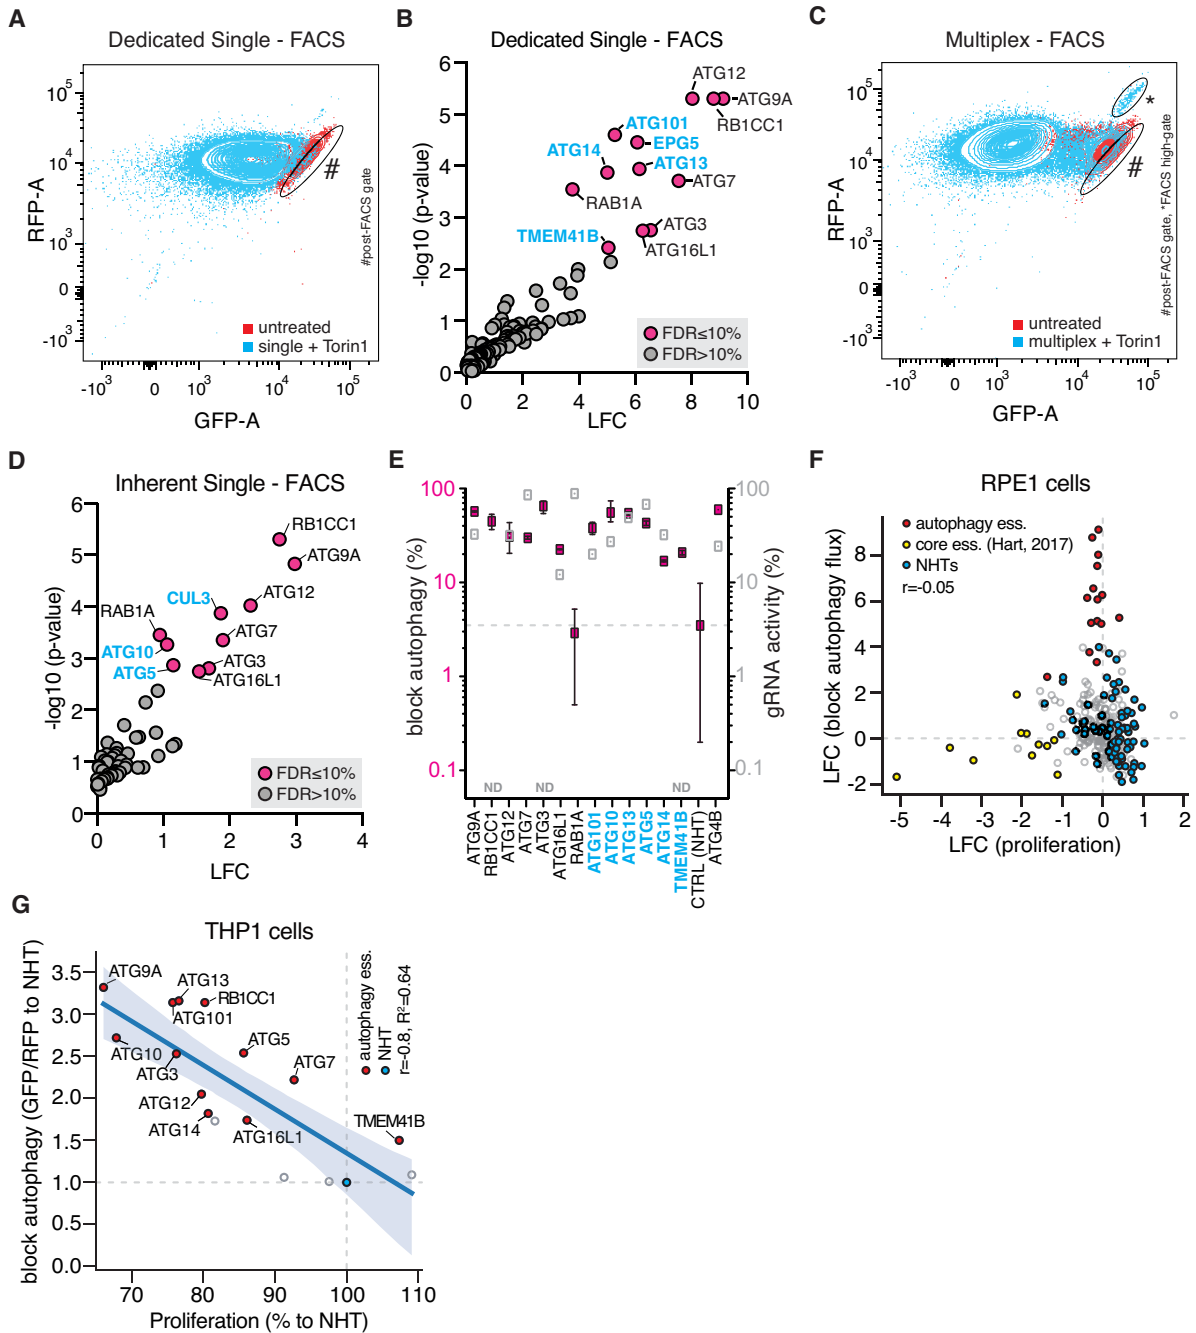 A
Dedicated Single - FACS
RFP-A
10^5
10^4
10^3
0
-10^3
#
#post-FACS gate
untreated
single + Torin1
-10^3
0
10^3
10^4
10^5
GFP-A
B
Dedicated Single - FACS
-log10 (p-value)
6
5
4
3
2
1
0
ATG12
ATG9A
RB1CC1
ATG101
EPG5
ATG14
ATG13
ATG7
RAB1A
ATG3
TMEM41B
ATG16L1
FDR≤10%
FDR>10%
0
2
4
6
8
10
LFC
C
Multiplex - FACS
RFP-A
10^5
10^4
10^3
0
-10^3
*
#
#post-FACS gate, *FACS high-gate
untreated
multiplex + Torin1
-10^3
0
10^3
10^4
10^5
GFP-A
D
Inherent Single - FACS
-log10 (p-value)
6
5
4
3
2
1
0
RB1CC1
ATG9A
CUL3
ATG12
RAB1A
ATG7
ATG10
ATG3
ATG5
ATG16L1
FDR≤10%
FDR>10%
0
1
2
3
4
LFC
E
block autophagy (%)
100
10
1
0.1
100
10
1
0.1
gRNA activity (%)
ND
ND
ND
ATG9A
RB1CC1
ATG12
ATG7
ATG3
ATG16L1
RAB1A
ATG101
ATG10
ATG13
ATG5
ATG14
TMEM41B
CTRL (NHT)
ATG4B
F
RPE1 cells
LFC (block autophagy flux)
8
6
4
2
0
-2
autophagy ess.
core ess. (Hart, 2017)
NHTs
r=-0.05
-5
-4
-3
-2
-1
0
1
2
LFC (proliferation)
G
THP1 cells
block autophagy (GFP/RFP to NHT)
3.5
3.0
2.5
2.0
1.5
1.0
0.5
0.0
ATG9A
ATG13
RB1CC1
ATG101
ATG10
ATG5
ATG3
ATG7
ATG12
ATG14
ATG16L1
TMEM41B
autophagy ess.
NHT
r=-0.8, R²=0.64
70
80
90
100
110
Proliferation (% to NHT)